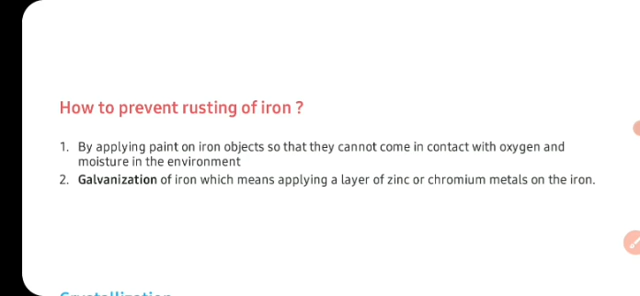 How to prevent rusting of iron ?
1. By applying paint on iron objects so that they cannot come in contact with oxygen and
moisture in the environment
2. Galvanization of iron which means applying a layer of zinc or chromium metals on the iron.
Crystallization